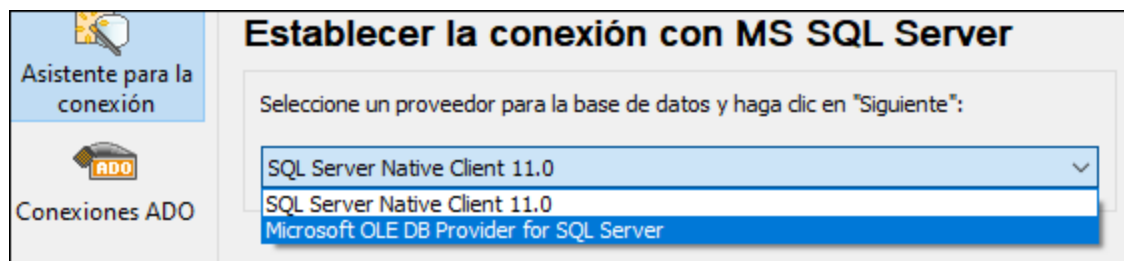 Establecer la conexión con MS SQL Server
Asistente para la
conexión
Seleccione un proveedor para la base de datos y haga clic en "Siguiente":
SQL Server Native Client 11.0
ADO
Conexiones ADO
SQL Server Native Client 11.0
Microsoft OLE DB Provider for SQL Server